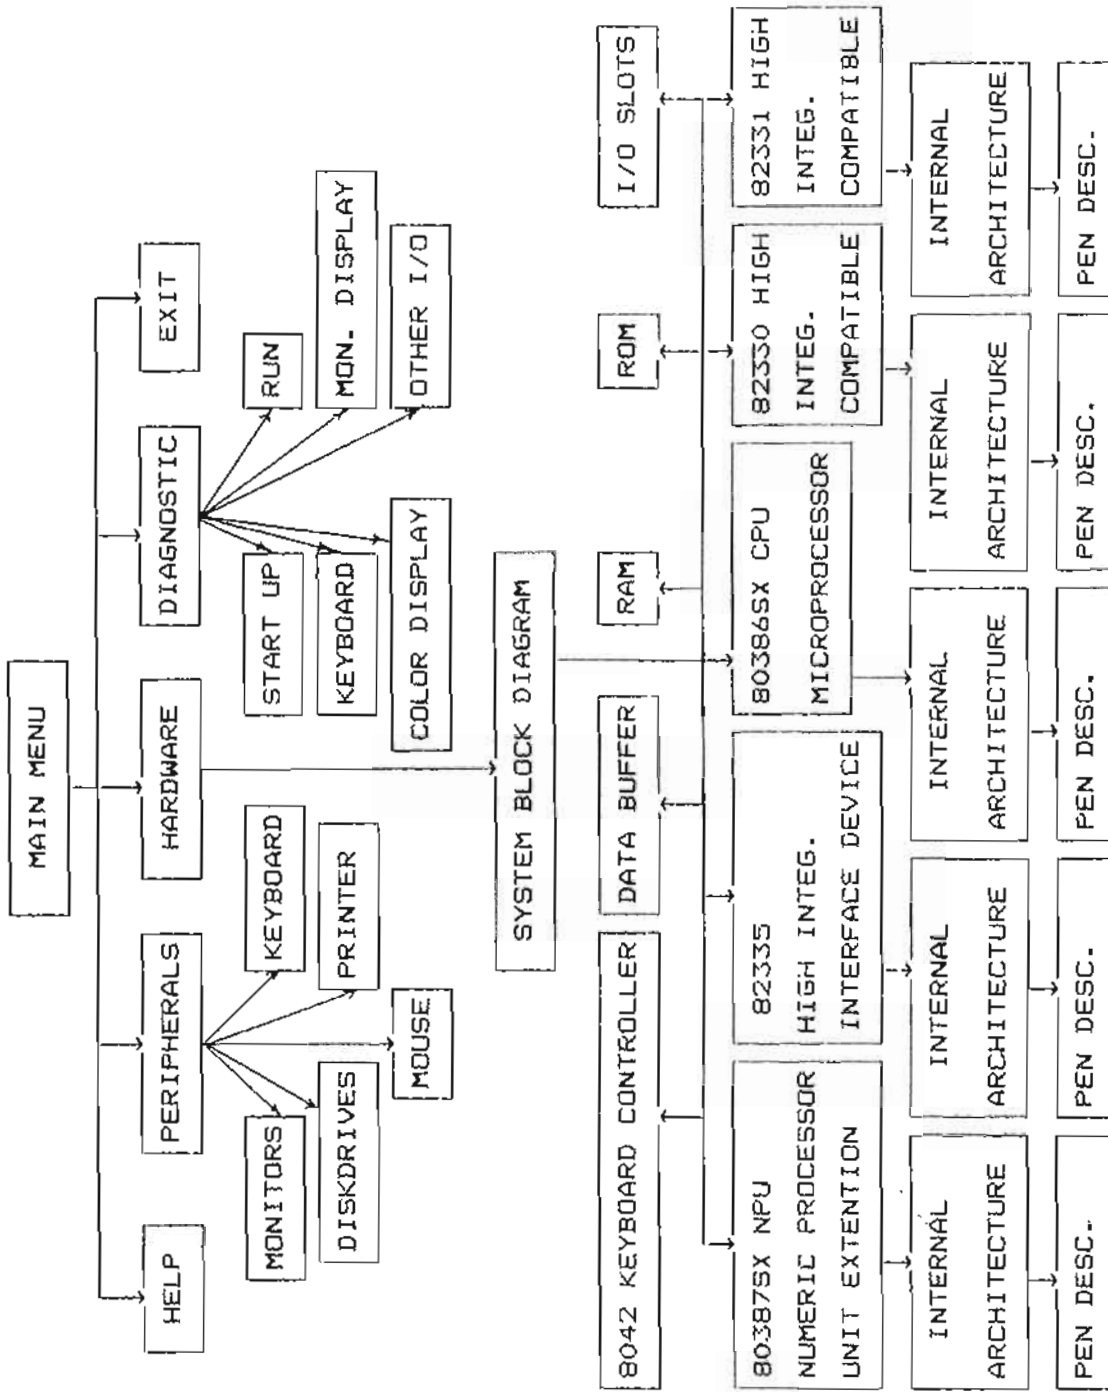 MAIN MENU
HELP
PERIPHERALS
HARDWARE
DIAGNOSTIC
EXIT
MONITORS
KEYBOARD
START UP
RUN
DISKDRIVES
PRINTER
KEYBOARD
MON. DISPLAY
MOUSE
COLOR DISPLAY
OTHER I/O
SYSTEM BLOCK DIAGRAM
8042 KEYBOARD CONTROLLER
DATA BUFFER
RAM
ROM
I/O SLOTS
80387SX NPU
NUMERIC PROCESSOR
UNIT EXTENTION
82335
HIGH INTEG.
INTERFACE DEVICE
80386SX CPU
MICROPROCESSOR
82330 HIGH
INTEG.
COMPATIBLE
82331 HIGH
INTEG.
COMPATIBLE
INTERNAL
ARCHITECTURE
INTERNAL
ARCHITECTURE
INTERNAL
ARCHITECTURE
INTERNAL
ARCHITECTURE
INTERNAL
ARCHITECTURE
PEN DESC.
PEN DESC.
PEN DESC.
PEN DESC.
PEN DESC.